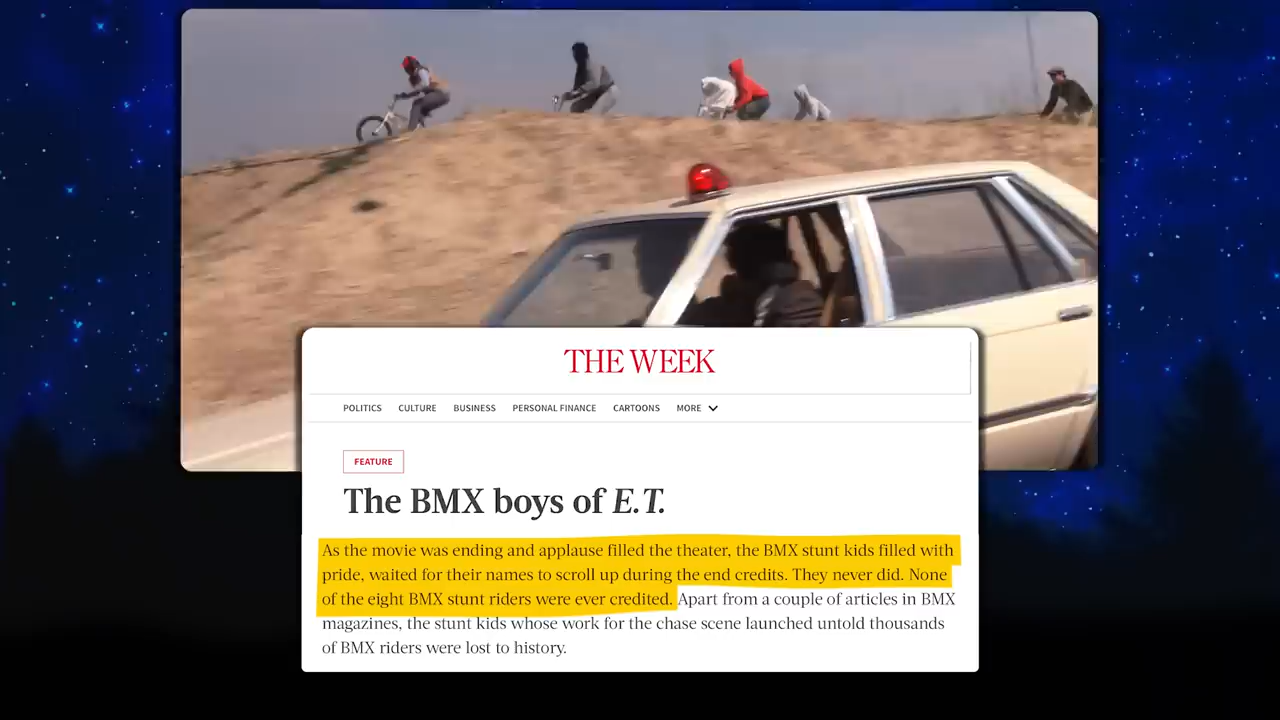 THE WEEK
POLITICS CULTURE BUSINESS PERSONAL FINANCE CARTOONS MORE
FEATURE
The BMX boys of E.T.
As the movie was ending and applause filled the theater, the BMX stunt kids filled with
pride, waited for their names to scroll up during the end credits. They never did. None
of the eight BMX stunt riders were ever credited. Apart from a couple of articles in BMX
magazines, the stunt kids whose work for the chase scene launched untold thousands
of BMX riders were lost to history.